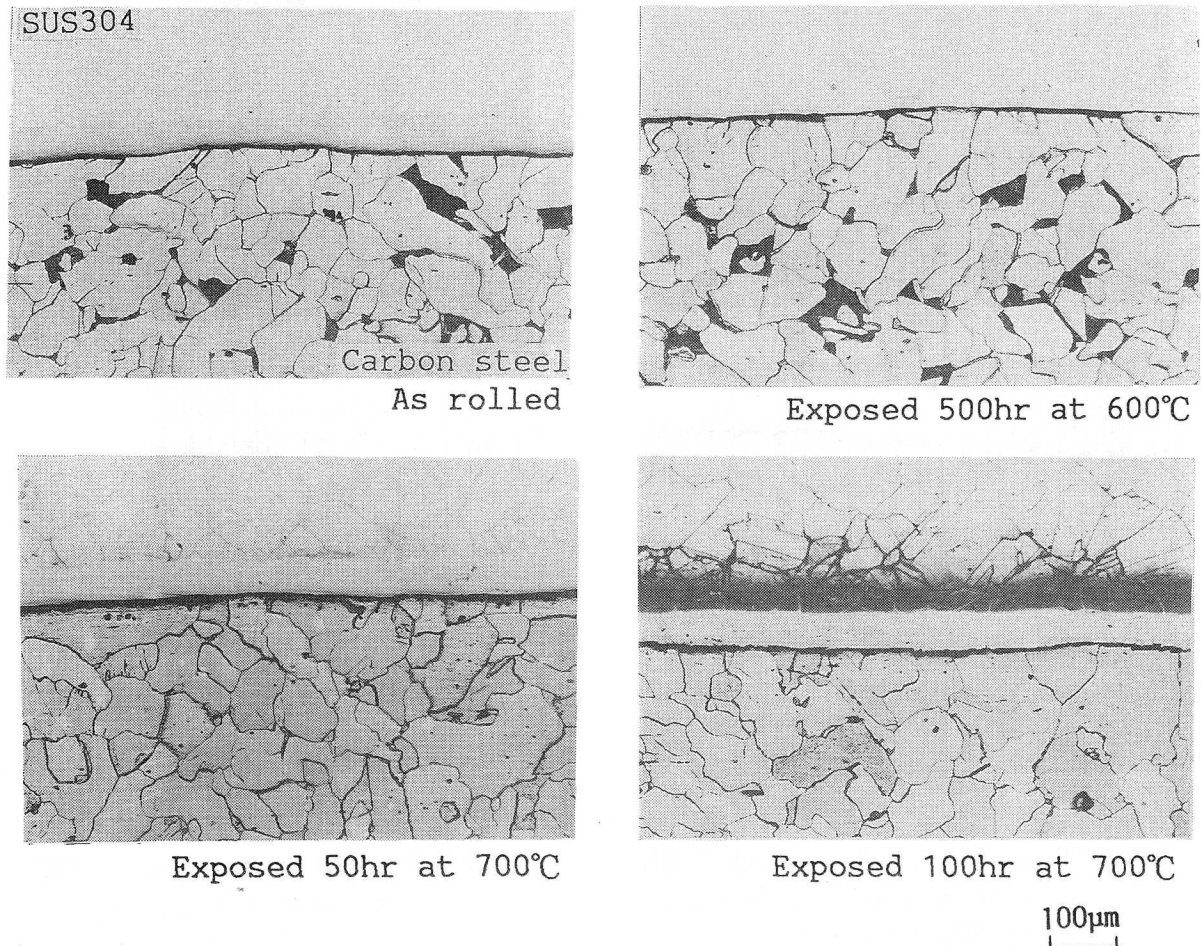 SUS304
Carbon steel
As rolled
Exposed 500hr at 600℃
Exposed 50hr at 700℃
Exposed 100hr at 700℃
100μm